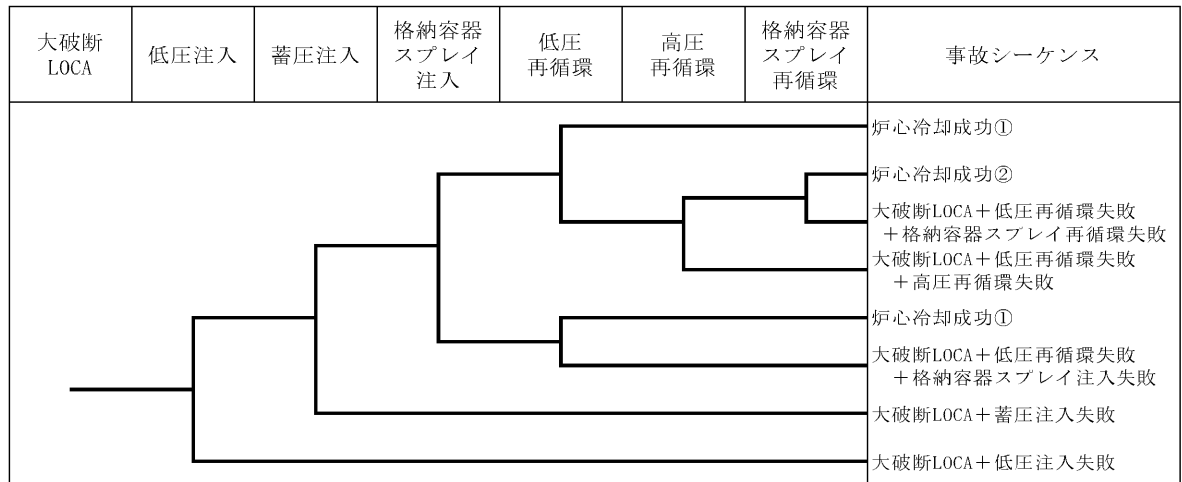 大破断
LOCA
低圧注入
蓄圧注入
格納容器
スプレイ
注入
低圧
再循環
高圧
再循環
格納容器
スプレイ
再循環
事故シーケンス
炉心冷却成功①
炉心冷却成功②
大破断LOCA＋低圧再循環失敗
＋格納容器スプレイ再循環失敗
大破断LOCA＋低圧再循環失敗
＋高圧再循環失敗
炉心冷却成功①
大破断LOCA＋低圧再循環失敗
＋格納容器スプレイ注入失敗
大破断LOCA＋蓄圧注入失敗
大破断LOCA＋低圧注入失敗